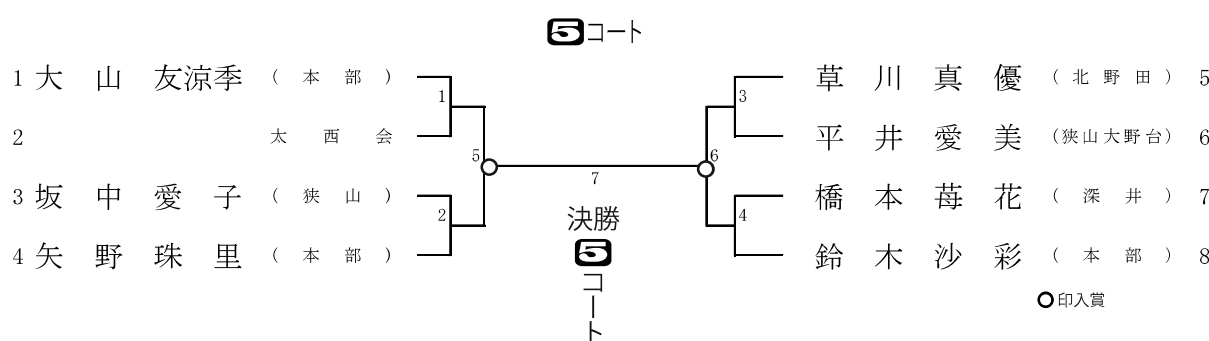 5コート
1 大山友涼季 （本部）
2 太西会
3 坂中愛子 （狭山）
4 矢野珠里 （本部）
1
2
5
7
決勝
5コート
6
3
4
草川真優 （北野田） 5
平井愛美 （狭山大野台） 6
橋本苺花 （深井） 7
鈴木沙彩 （本部） 8
○印入賞